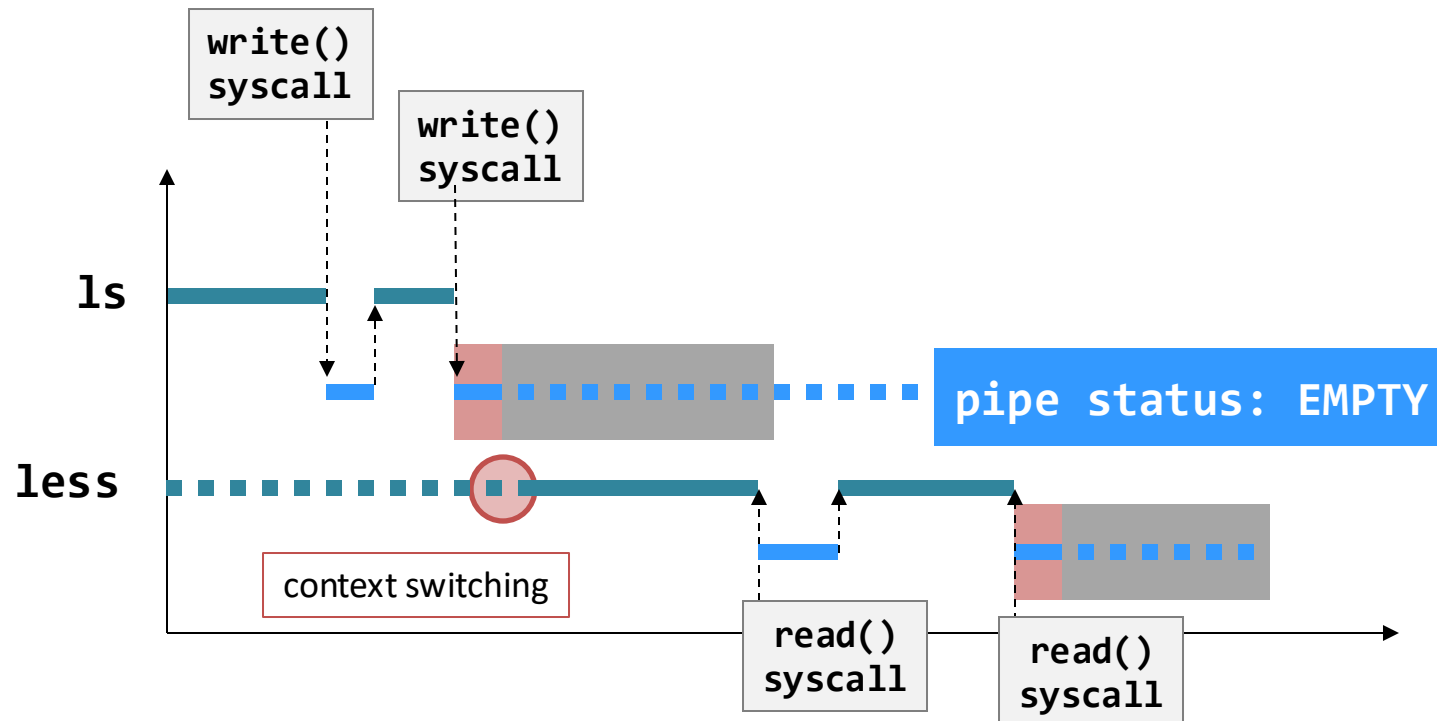 write()
syscall
write()
syscall
ls
pipe status: EMPTY
less
context switching
read()
syscall
read()
syscall